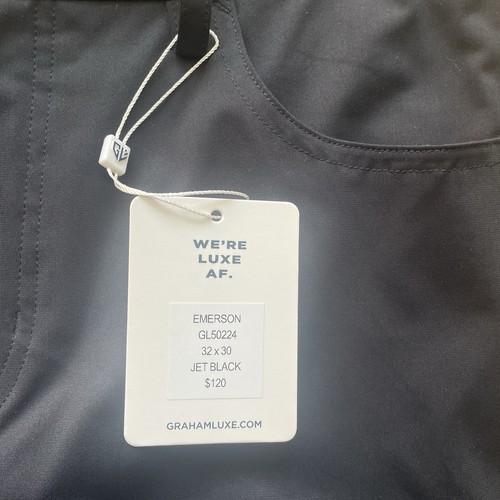 WE'RE
LUXE
AF.
EMERSON
GL50224
32 x 30
JET BLACK
$120
GRAHAMLUXE.COM